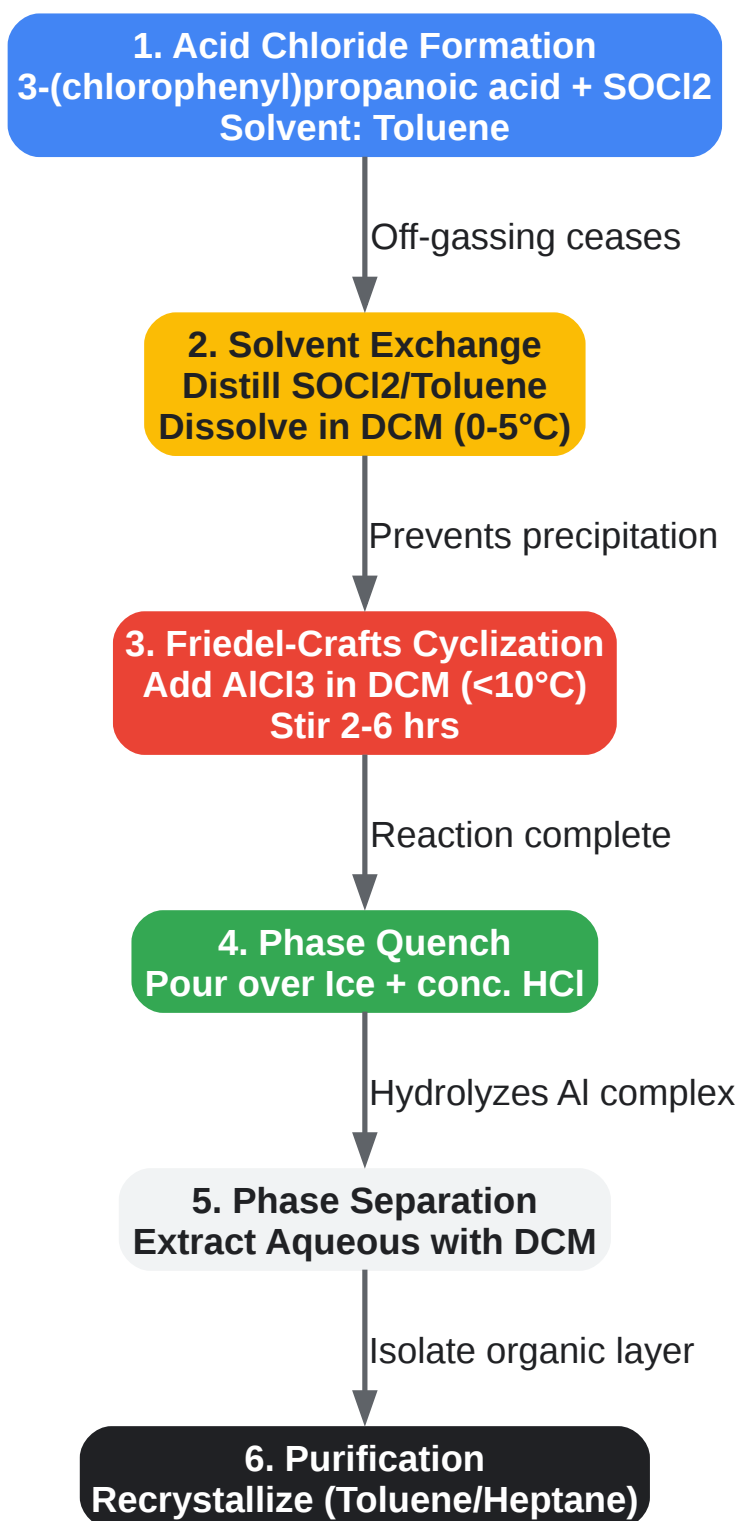 1. Acid Chloride Formation
3-(chlorophenyl)propanoic acid + SOCl2
Solvent: Toluene
Off-gassing ceases
2. Solvent Exchange
Distill SOCl2/Toluene
Dissolve in DCM (0-5°C)
Prevents precipitation
3. Friedel-Crafts Cyclization
Add AlCl3 in DCM (<10°C)
Stir 2-6 hrs
Reaction complete
4. Phase Quench
Pour over Ice + conc. HCl
Hydrolyzes Al complex
5. Phase Separation
Extract Aqueous with DCM
Isolate organic layer
6. Purification
Recrystallize (Toluene/Heptane)